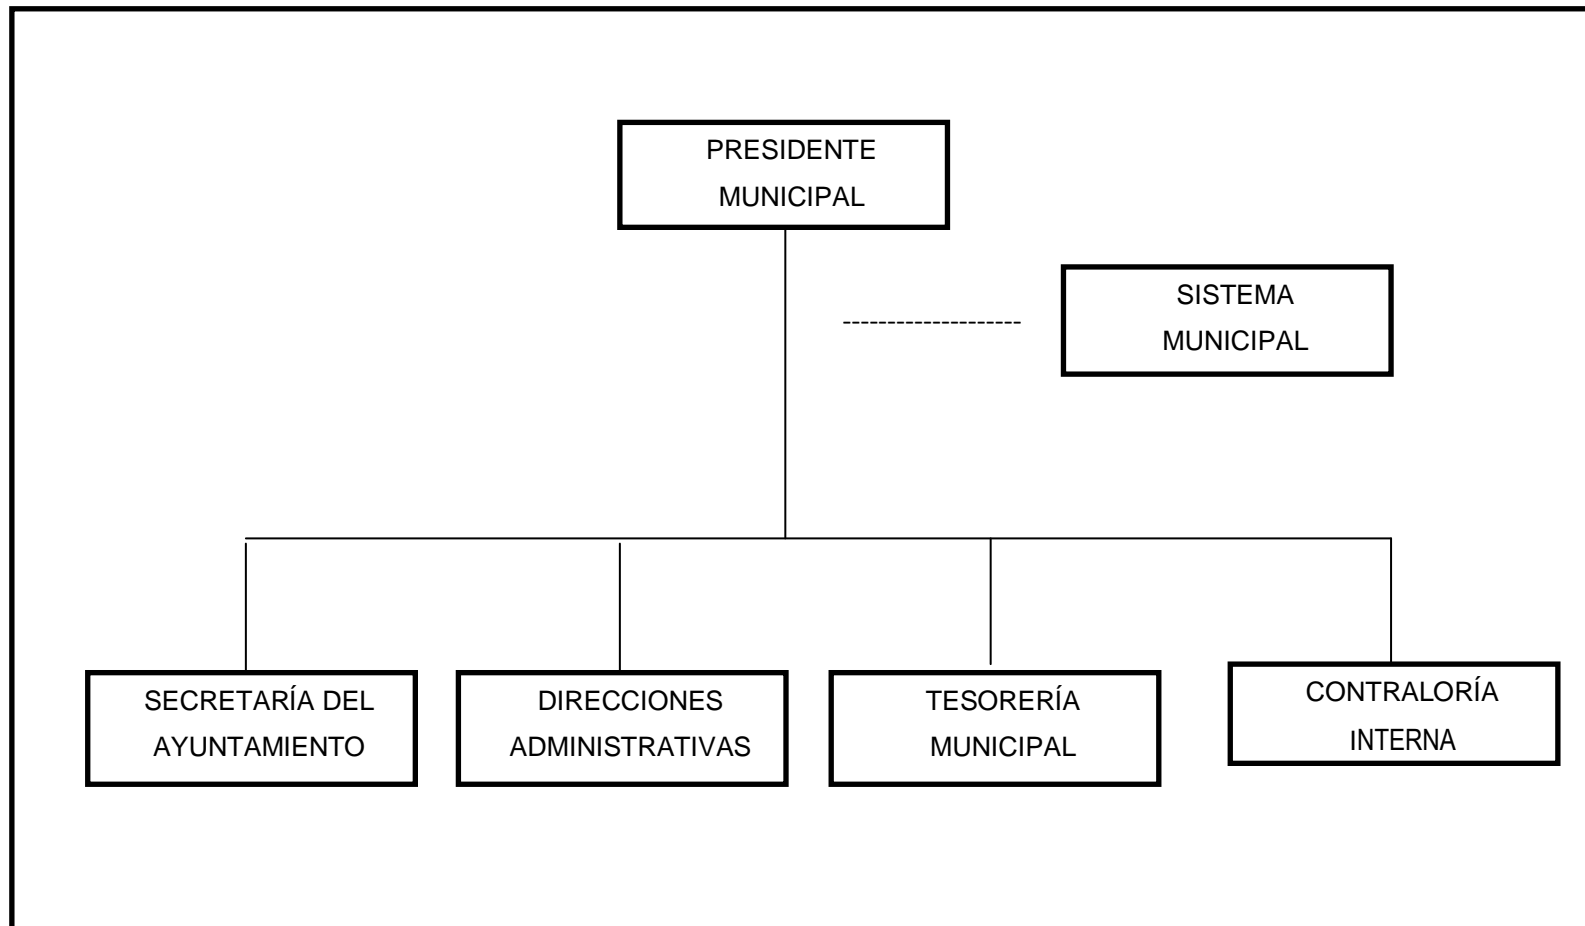 PRESIDENTE
MUNICIPAL
SISTEMA
MUNICIPAL
SECRETARÍA DEL
AYUNTAMIENTO
DIRECCIONES
ADMINISTRATIVAS
TESORERÍA
MUNICIPAL
CONTRALORÍA
INTERNA